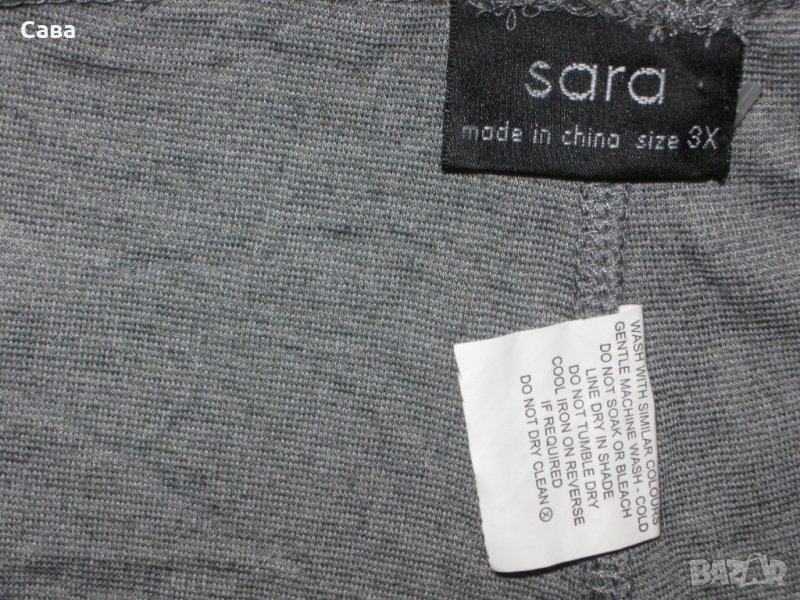 Сава
sara
made in china size 3X
WASH WITH SIMILAR COLOURS
GENTLE MACHINE WASH - COLD
DO NOT SOAK OR BLEACH
LINE DRY IN SHADE
DO NOT TUMBLE DRY
COOL IRON ON REVERSE
IF REQUIRED
DO NOT DRY CLEAN ⓧ
BAZAR